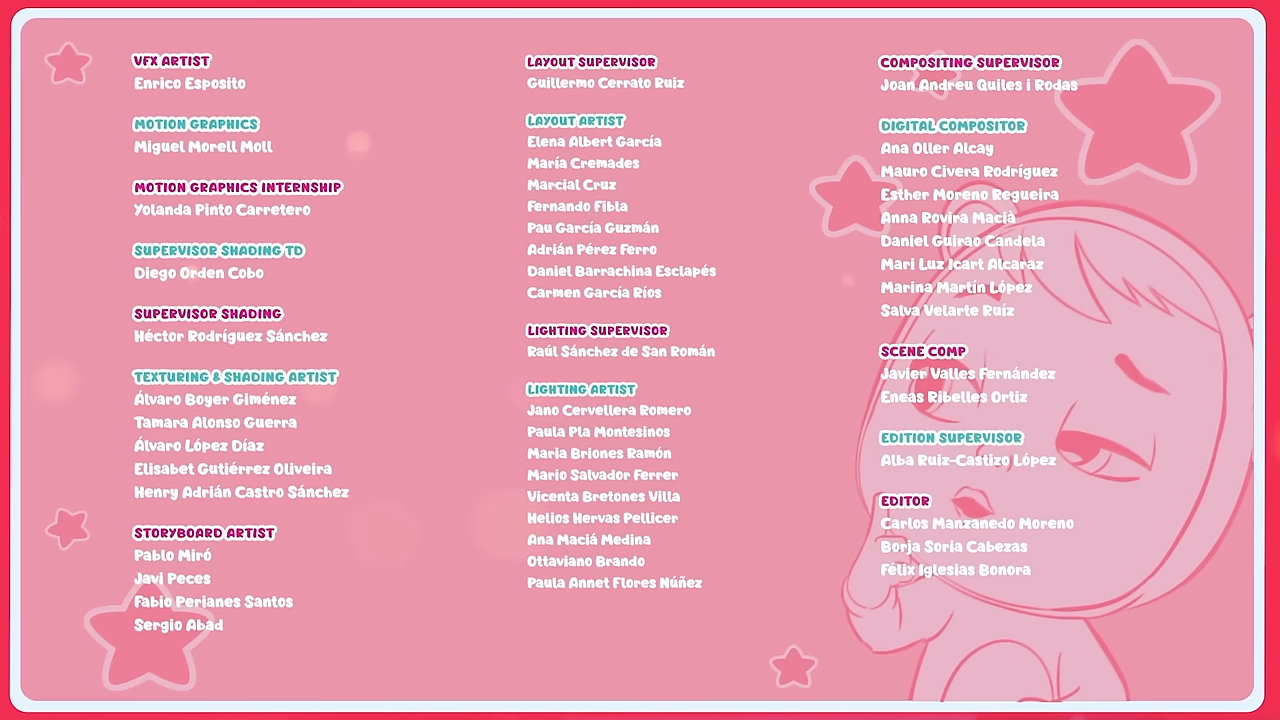 VFX ARTIST
Enrico Esposito
MOTION GRAPHICS
Miguel Morell Moll
MOTION GRAPHICS INTERNSHIP
Yolanda Pinto Carretero
SUPERVISOR SHADING TD
Diego Orden Cobo
SUPERVISOR SHADING
Héctor Rodríguez Sánchez
TEXTURING & SHADING ARTIST
Álvaro Boyer Giménez
Tamara Alonso Guerra
Álvaro López Díaz
Elisabet Gutiérrez Oliveira
Henry Adrián Castro Sánchez
STORYBOARD ARTIST
Pablo Miró
Javi Peces
Fabio Perianes Santos
Sergio Abad
LAYOUT SUPERVISOR
Guillermo Cerrato Ruiz
LAYOUT ARTIST
Elena Albert García
María Cremades
Marcial Cruz
Fernando Fibla
Pau García Guzmán
Adrián Pérez Ferro
Daniel Barrachina Esclapés
Carmen García Ríos
LIGHTING SUPERVISOR
Raúl Sánchez de San Román
LIGHTING ARTIST
Jano Cervellera Romero
Paula Pla Montesinos
Maria Briones Ramón
Mario Salvador Ferrer
Vicenta Bretones Villa
Helios Hervas Pellicer
Ana Maciá Medina
Ottaviano Brando
Paula Annet Flores Núñez
COMPOSITING SUPERVISOR
Joan Andreu Quiles i Rodas
DIGITAL COMPOSITOR
Ana Oller Alcay
Mauro Civera Rodríguez
Esther Moreno Regueira
Anna Rovira Macià
Daniel Guirao Candela
Mari Luz Icart Alcaraz
Marina Martín López
Salva Velarte Ruíz
SCENE COMP
Javier Valles Fernández
Eneas Ribelles Ortiz
EDITION SUPERVISOR
Alba Ruiz-Castizo López
EDITOR
Carlos Manzanedo Moreno
Borja Soria Cabezas
Félix Iglesias Bonora